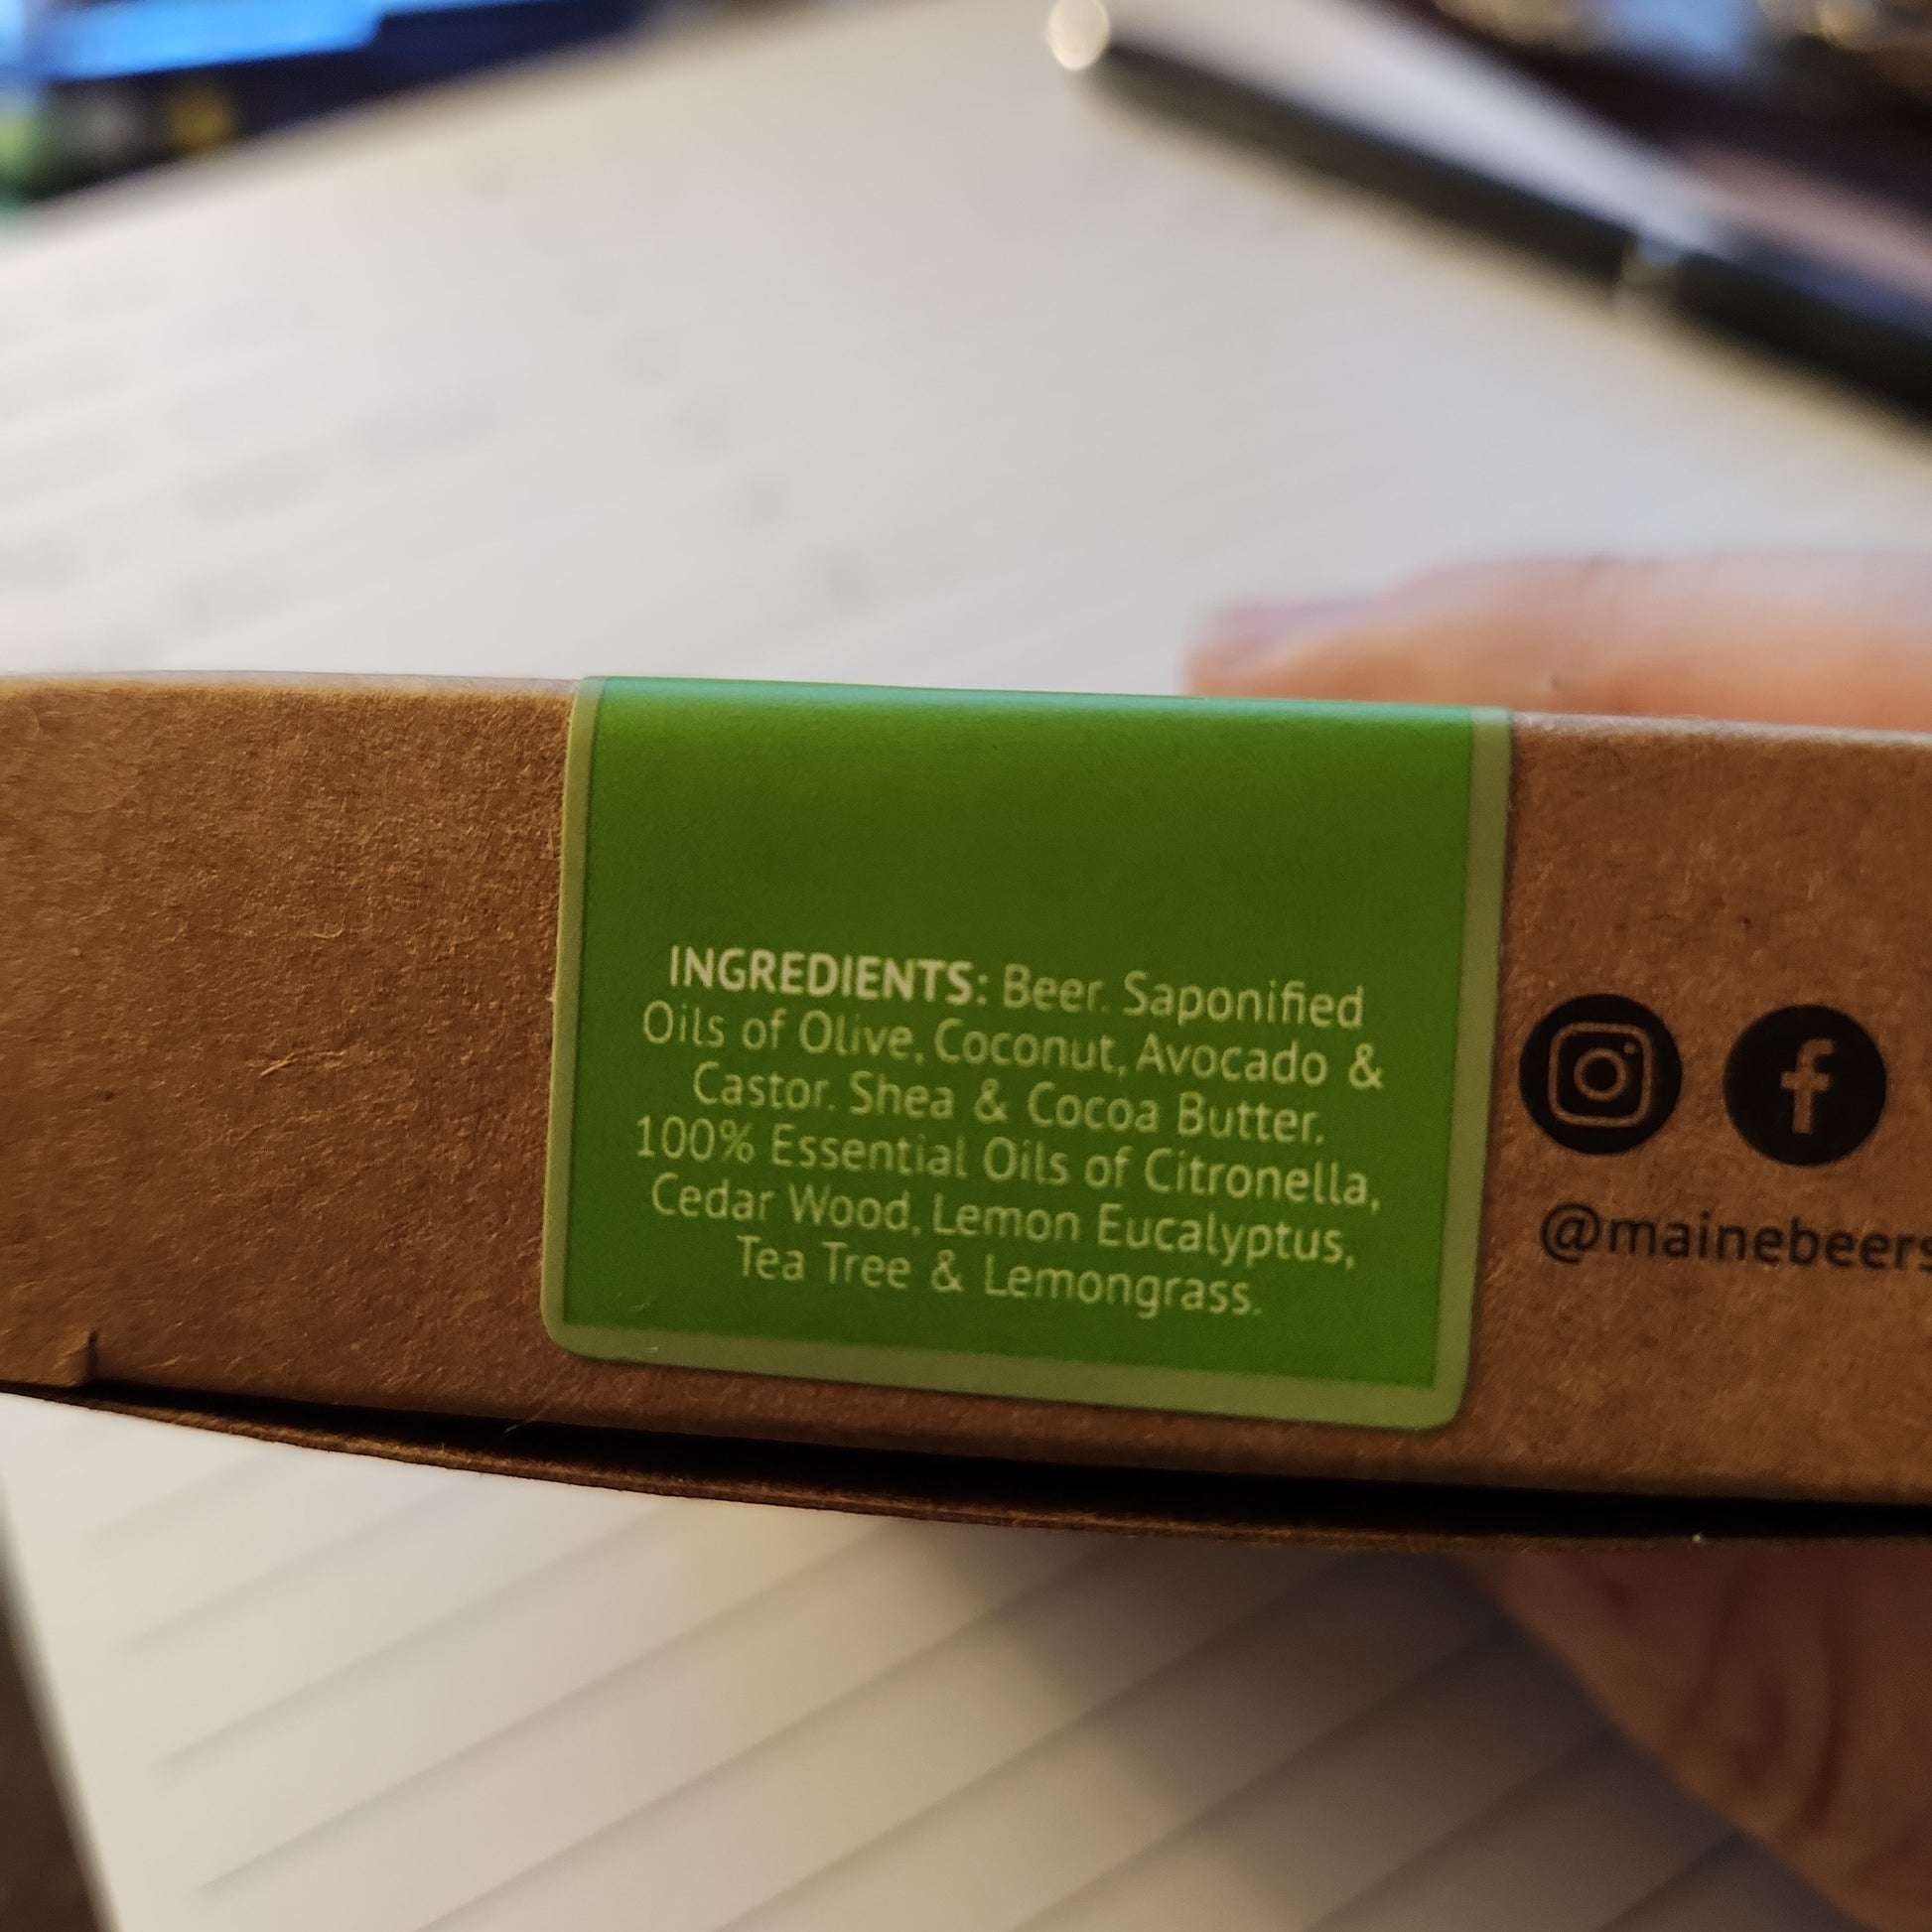 INGREDIENTS: Beer. Saponified
Oils of Olive, Coconut, Avocado &
Castor. Shea & Cocoa Butter.
100% Essential Oils of Citronella,
Cedar Wood, Lemon Eucalyptus,
Tea Tree & Lemongrass.
@mainebeers